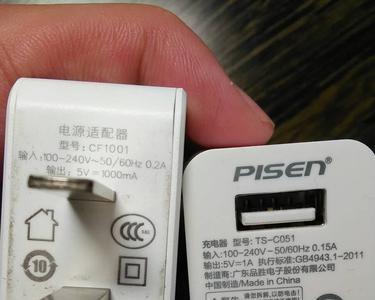 电源适配器
型号: CF1001
输入:100-240V~50/60Hz 0.2A
输出: 5V⎓1000mA
CCC
S&E
10
PISEN
充电器 型号: TS-C051
输入:100-240V~50/60Hz 0.15A
输出:5V⎓1A 执行标准:GB4943.1-2011
制造商:广东品胜电子股份有限公司
中国制造/Made in China